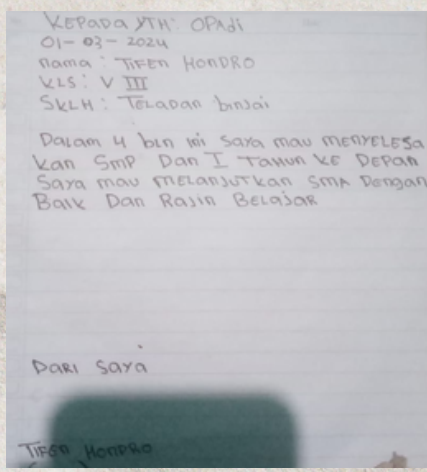 KEPADA YTH: OPAdi
01-03-2024
nama : TiFEN HONDRO
KLS : V III
SKLH : TELADAN binjai
DALAM 4 bLN ini SAYA MAU MENYELESA
KAN SMP DAN I TAHUN KE DEPAN
SAYA MAU MELANJUTKAN SMA DENGAN
BAIK DAN RAJIN BELAJAR
DARI SAYA
TIFEN HONDRO